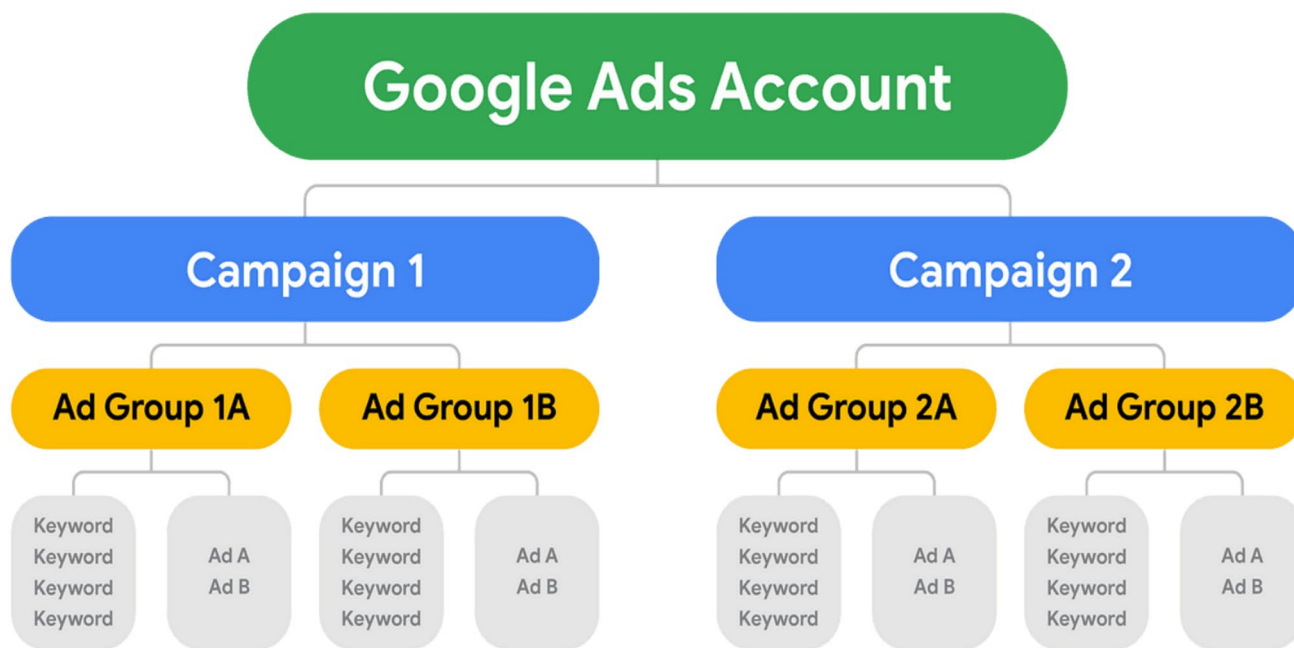 Google Ads Account
Campaign 1
Campaign 2
Ad Group 1A
Ad Group 1B
Ad Group 2A
Ad Group 2B
Keyword
Keyword
Keyword
Keyword
Ad A
Ad B
Keyword
Keyword
Keyword
Keyword
Ad A
Ad B
Keyword
Keyword
Keyword
Keyword
Ad A
Ad B
Keyword
Keyword
Keyword
Keyword
Ad A
Ad B